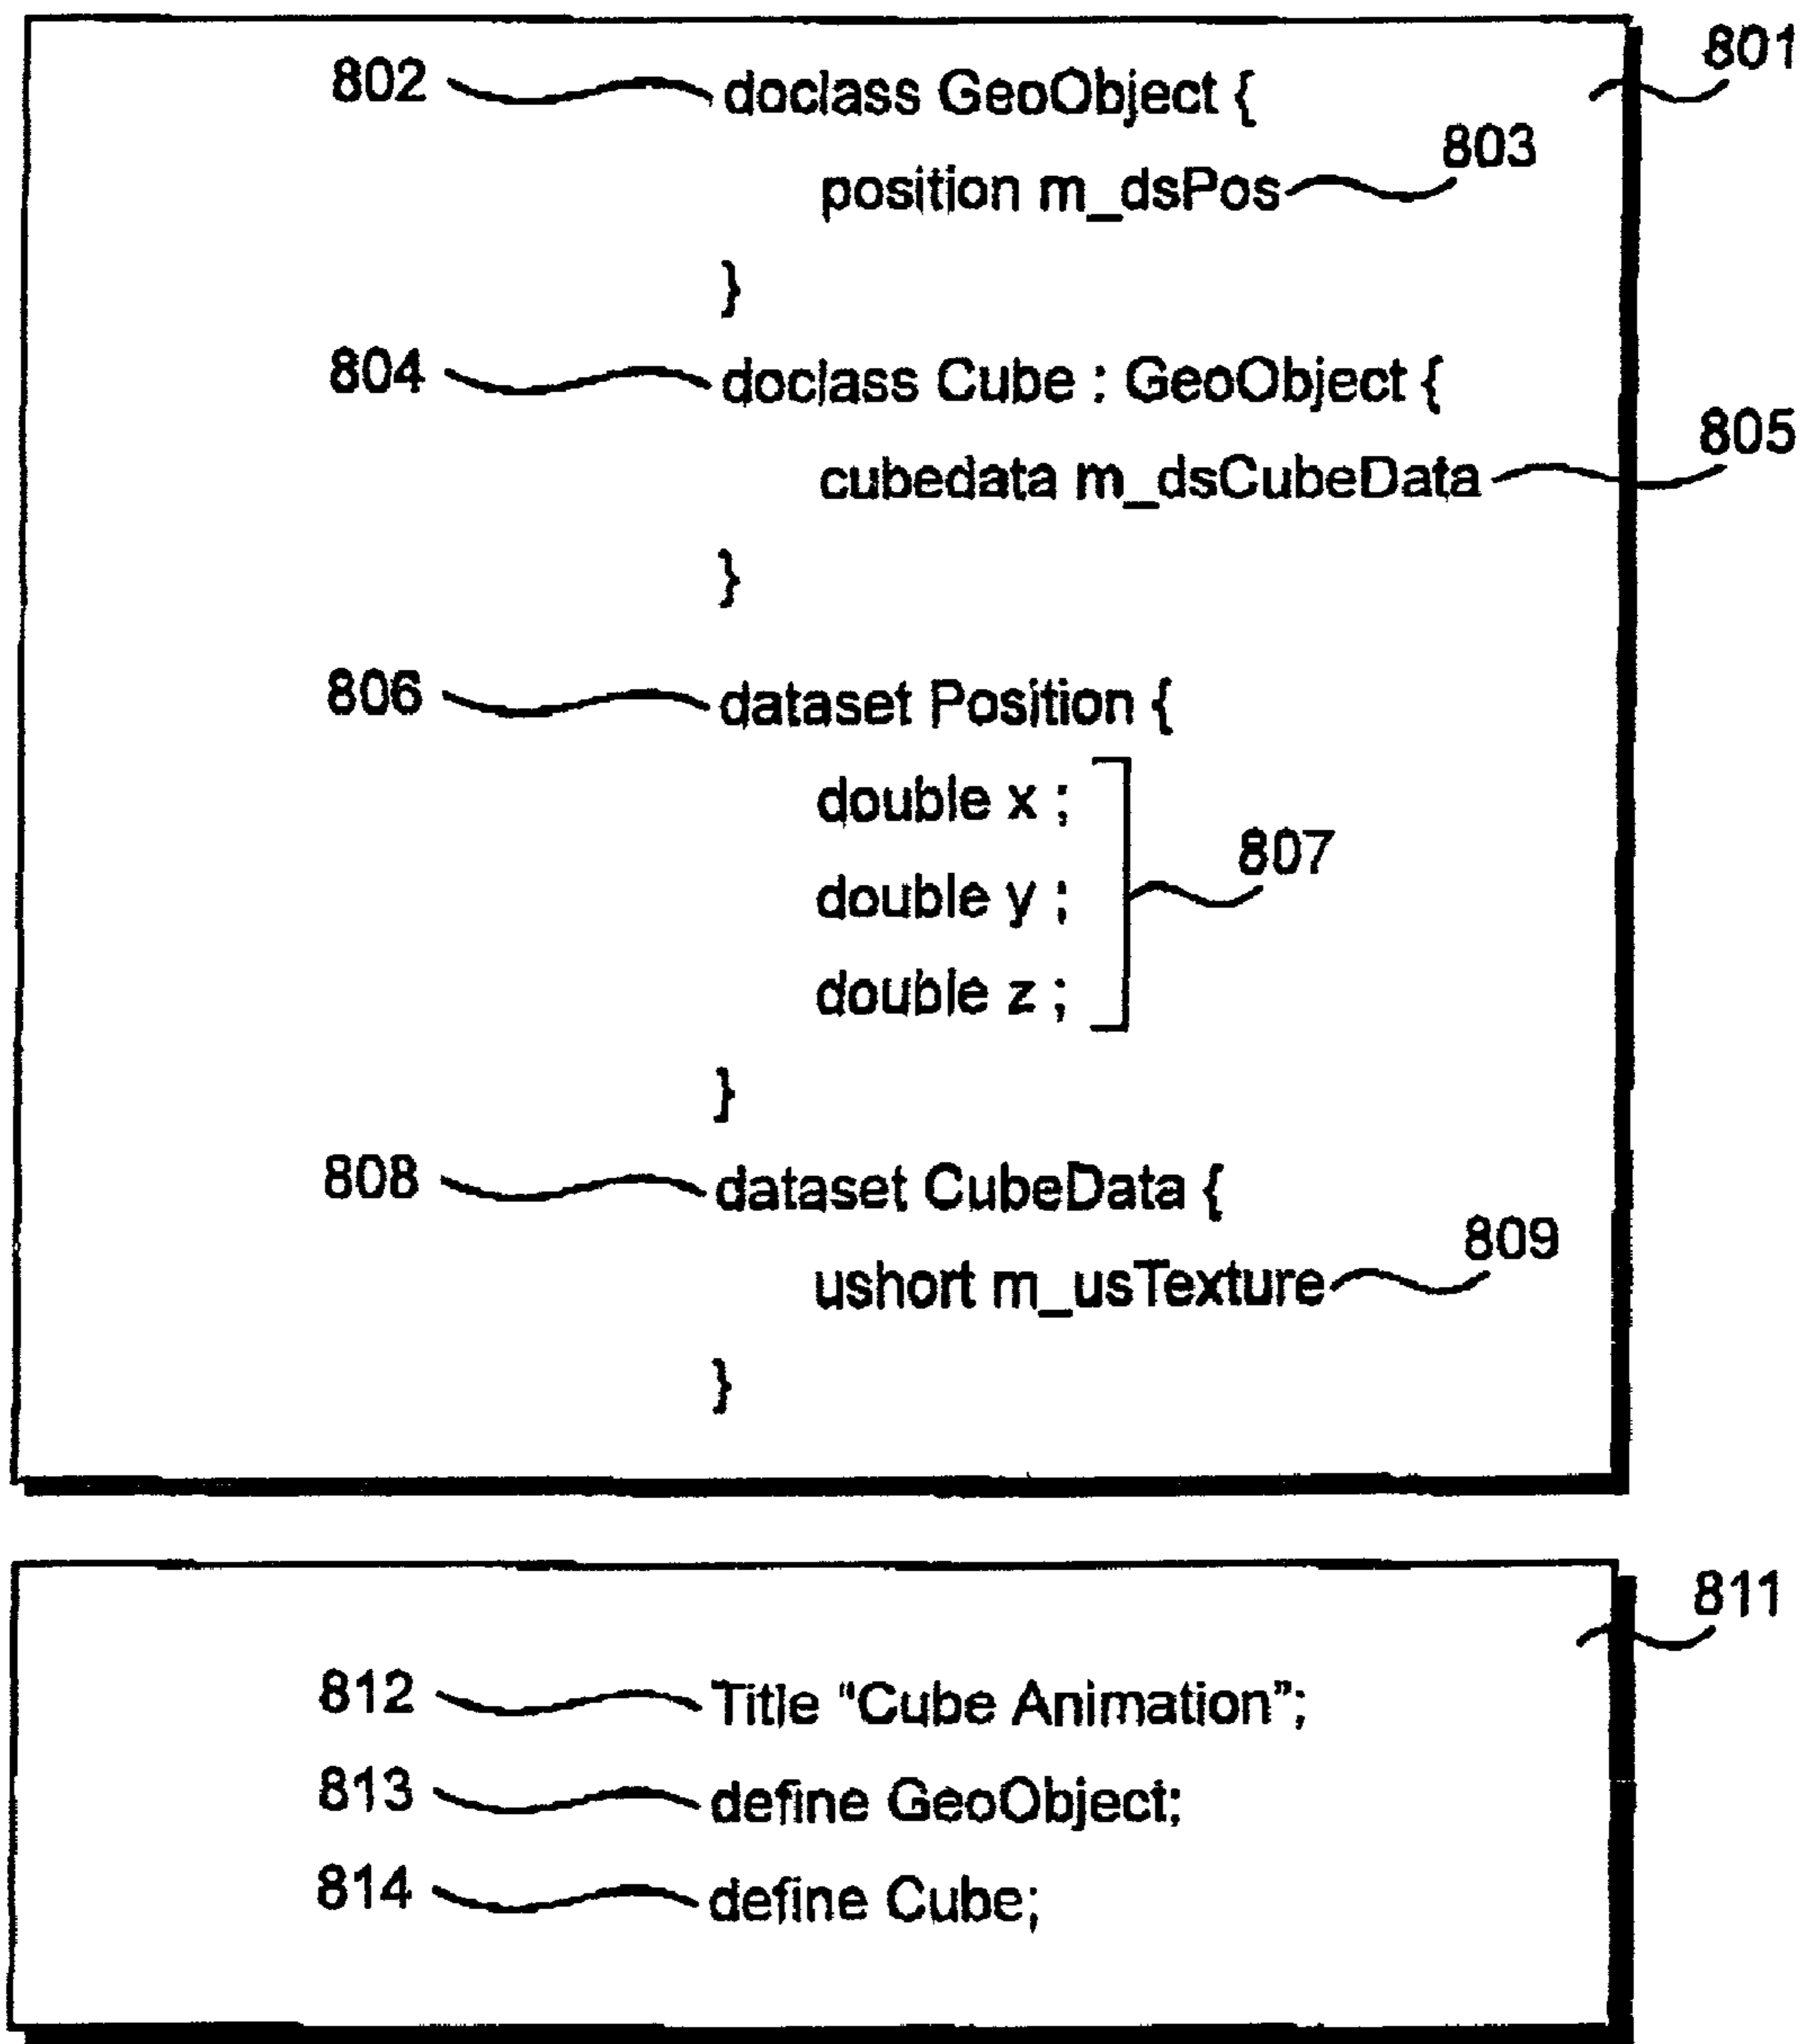 801
802 doclass GeoObject {
803
position m_dsPos
}
804 doclass Cube : GeoObject {
805
cubedata m_dsCubeData
}
806 dataset Position {
double x ;
807
double y ;
double z ;
}
808 dataset CubeData {
809
ushort m_usTexture
}
811
812 Title “Cube Animation”;
813 define GeoObject;
814 define Cube;